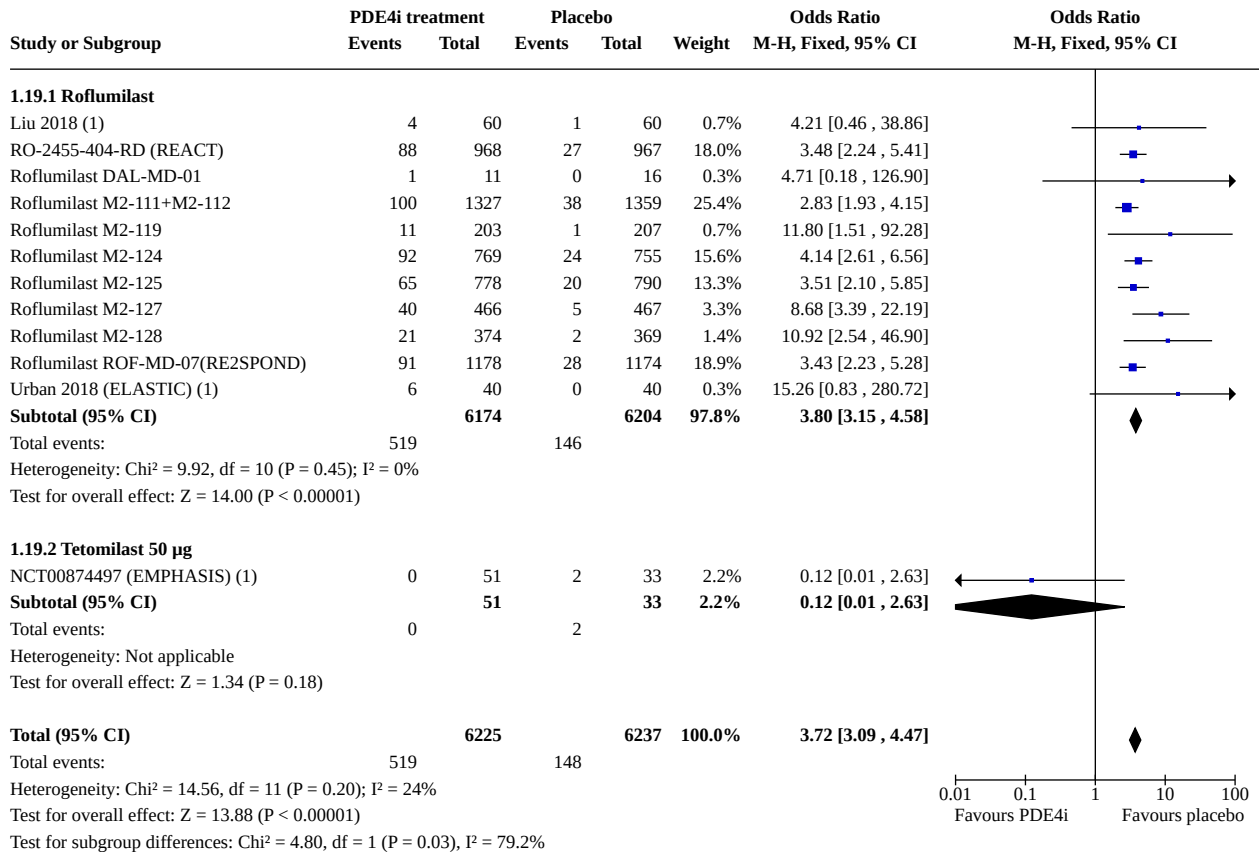 PDE4i treatment Placebo Odds Ratio Odds Ratio
Study or Subgroup Events Total Events Total Weight M-H, Fixed, 95% CI M-H, Fixed, 95% CI
1.19.1 Roflumilast
Liu 2018 (1) 4 60 1 60 0.7% 4.21 [0.46 , 38.86]
RO-2455-404-RD (REACT) 88 968 27 967 18.0% 3.48 [2.24 , 5.41]
Roflumilast DAL-MD-01 1 11 0 16 0.3% 4.71 [0.18 , 126.90]
Roflumilast M2-111+M2-112 100 1327 38 1359 25.4% 2.83 [1.93 , 4.15]
Roflumilast M2-119 11 203 1 207 0.7% 11.80 [1.51 , 92.28]
Roflumilast M2-124 92 769 24 755 15.6% 4.14 [2.61 , 6.56]
Roflumilast M2-125 65 778 20 790 13.3% 3.51 [2.10 , 5.85]
Roflumilast M2-127 40 466 5 467 3.3% 8.68 [3.39 , 22.19]
Roflumilast M2-128 21 374 2 369 1.4% 10.92 [2.54 , 46.90]
Roflumilast ROF-MD-07(RE2SPOND) 91 1178 28 1174 18.9% 3.43 [2.23 , 5.28]
Urban 2018 (ELASTIC) (1) 6 40 0 40 0.3% 15.26 [0.83 , 280.72]
Subtotal (95% CI) 6174 6204 97.8% 3.80 [3.15 , 4.58]
Total events: 519 146
Heterogeneity: Chi² = 9.92, df = 10 (P = 0.45); I² = 0%
Test for overall effect: Z = 14.00 (P < 0.00001)
1.19.2 Tetomilast 50 µg
NCT00874497 (EMPHASIS) (1) 0 51 2 33 2.2% 0.12 [0.01 , 2.63]
Subtotal (95% CI) 51 33 2.2% 0.12 [0.01 , 2.63]
Total events: 0 2
Heterogeneity: Not applicable
Test for overall effect: Z = 1.34 (P = 0.18)
Total (95% CI) 6225 6237 100.0% 3.72 [3.09 , 4.47]
Total events: 519 148
Heterogeneity: Chi² = 14.56, df = 11 (P = 0.20); I² = 24%
Test for overall effect: Z = 13.88 (P < 0.00001)
Test for subgroup differences: Chi² = 4.80, df = 1 (P = 0.03), I² = 79.2%
0.01 0.1 1 10 100
Favours PDE4i Favours placebo